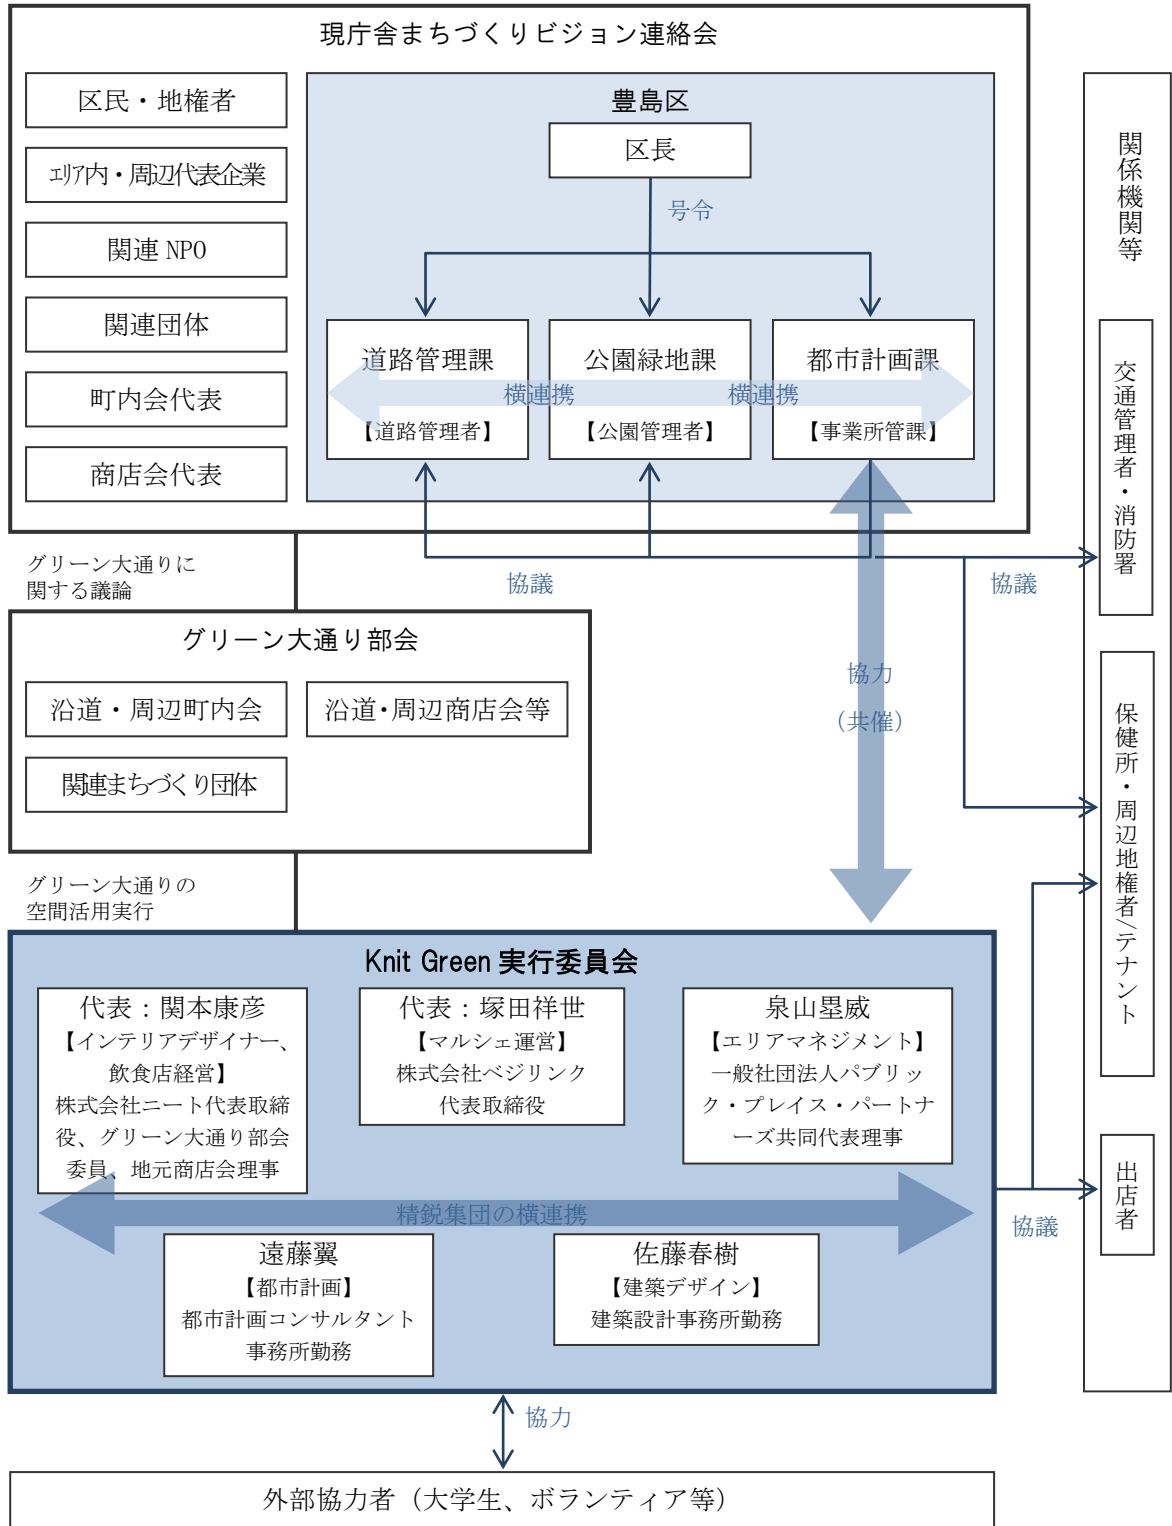 現庁舎まちづくりビジョン連絡会
区民・地権者
エリア内・周辺代表企業
関連 NPO
関連団体
町内会代表
商店会代表
豊島区
区長
号令
道路管理課
【道路管理者】
公園緑地課
【公園管理者】
都市計画課
【事業所管課】
横連携
横連携
協議
協議
グリーン大通りに
関する議論
グリーン大通り部会
沿道・周辺町内会
沿道・周辺商店会等
関連まちづくり団体
協力
（共催）
グリーン大通りの
空間活用実行
Knit Green 実行委員会
代表：関本康彦
【インテリアデザイナー、
飲食店経営】
株式会社ニート代表取締
役、グリーン大通り部会
委員、地元商店会理事
代表：塚田祥世
【マルシェ運営】
株式会社ベジリンク
代表取締役
泉山塁威
【エリアマネジメント】
一般社団法人パブリッ
ク・プレイス・パートナ
ーズ共同代表理事
精鋭集団の横連携
遠藤翼
【都市計画】
都市計画コンサルタント
事務所勤務
佐藤春樹
【建築デザイン】
建築設計事務所勤務
協力
外部協力者（大学生、ボランティア等）
関係機関等
交通管理者・消防署
保健所・周辺地権者/テナント
出店者
協議